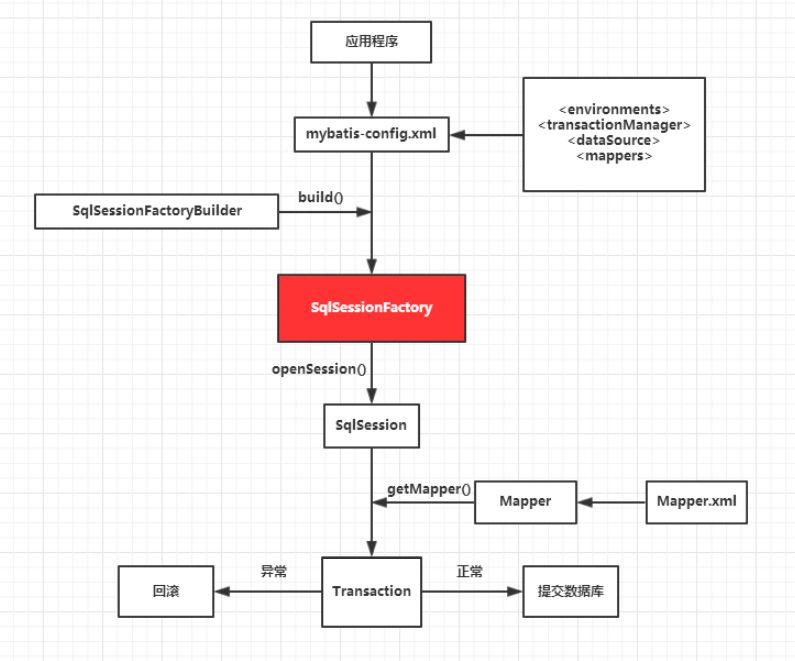 应用程序
mybatis-config.xml
<environments>
<transactionManager>
<dataSource>
<mappers>
SqlSessionFactoryBuilder
build()
SqlSessionFactory
openSession()
SqlSession
getMapper()
Mapper
Mapper.xml
回滚
异常
Transaction
正常
提交数据库